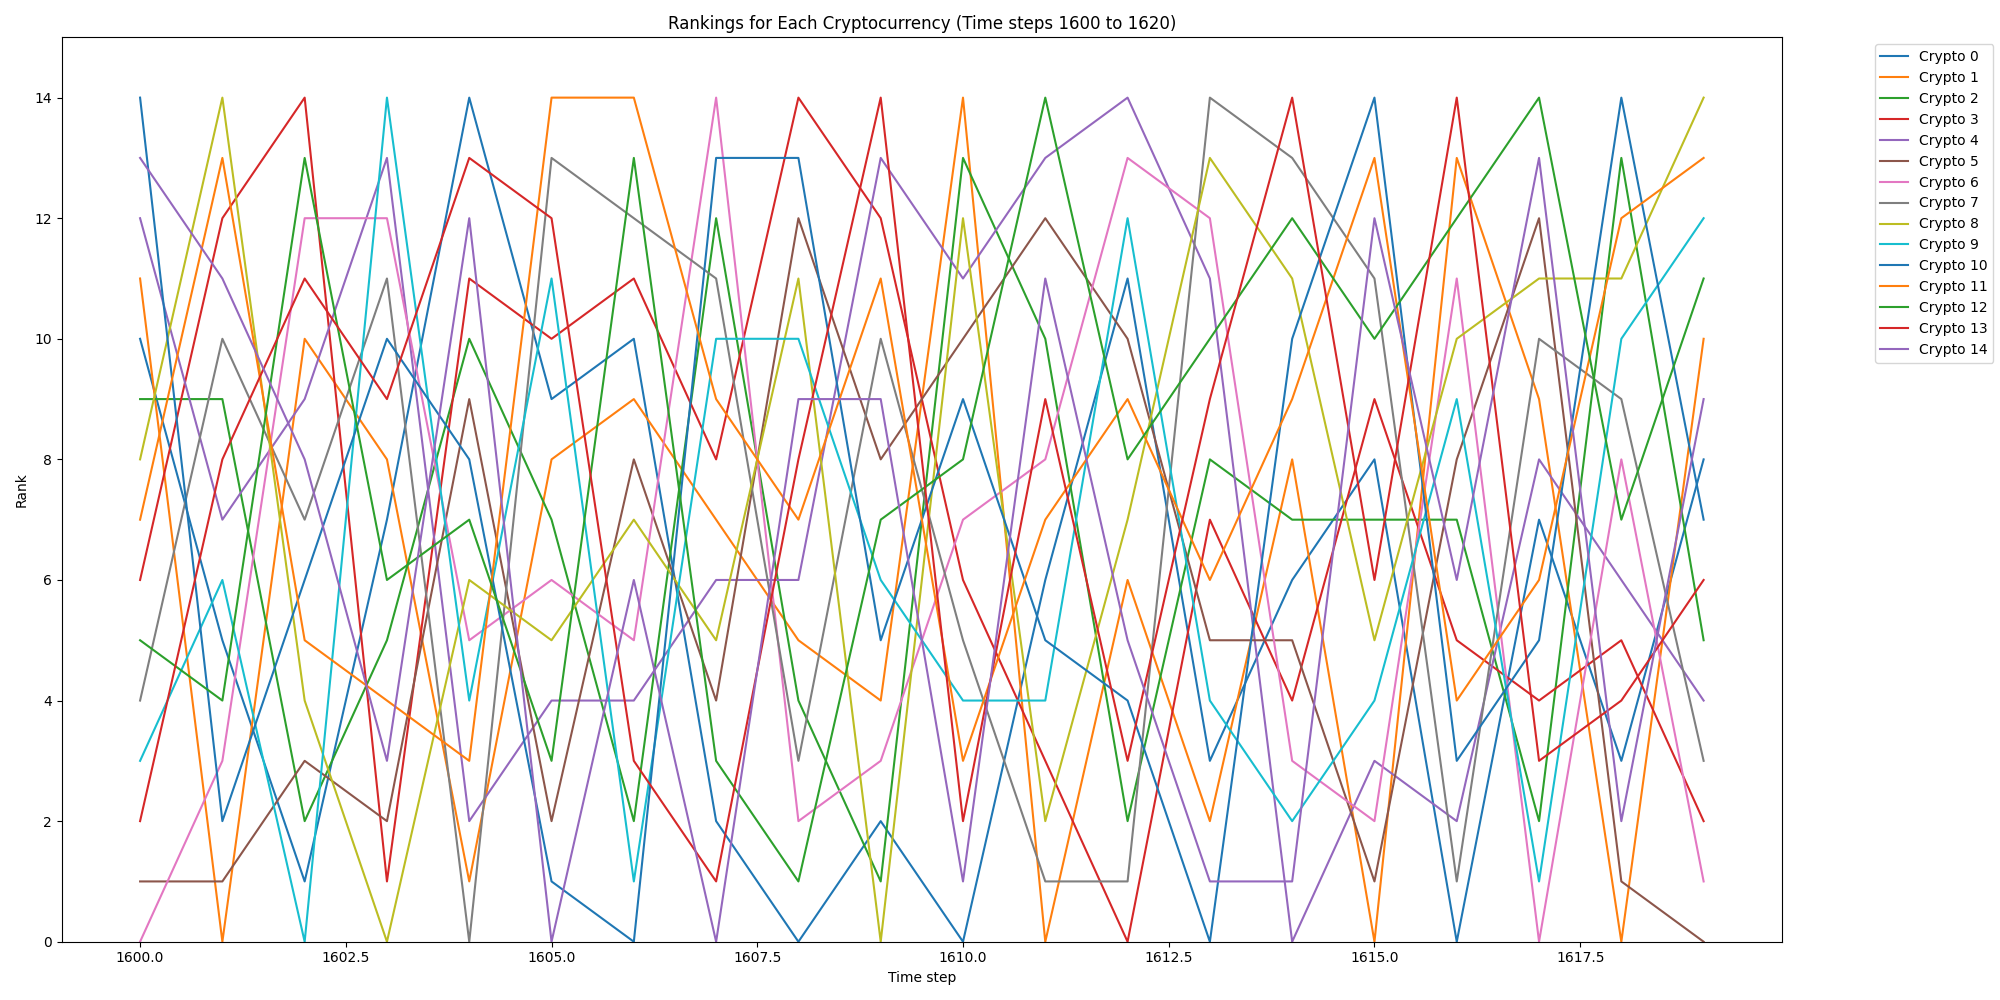 Rankings for Each Cryptocurrency (Time steps 1600 to 1620)
Crypto 0
Crypto 1
Crypto 2
Crypto 3
Crypto 4
Crypto 5
Crypto 6
Crypto 7
Crypto 8
Crypto 9
Crypto 10
Crypto 11
Crypto 12
Crypto 13
Crypto 14
Rank
14
12
10
8
6
4
2
0
1600.0 1602.5 1605.0 1607.5 1610.0 1612.5 1615.0 1617.5
Time step